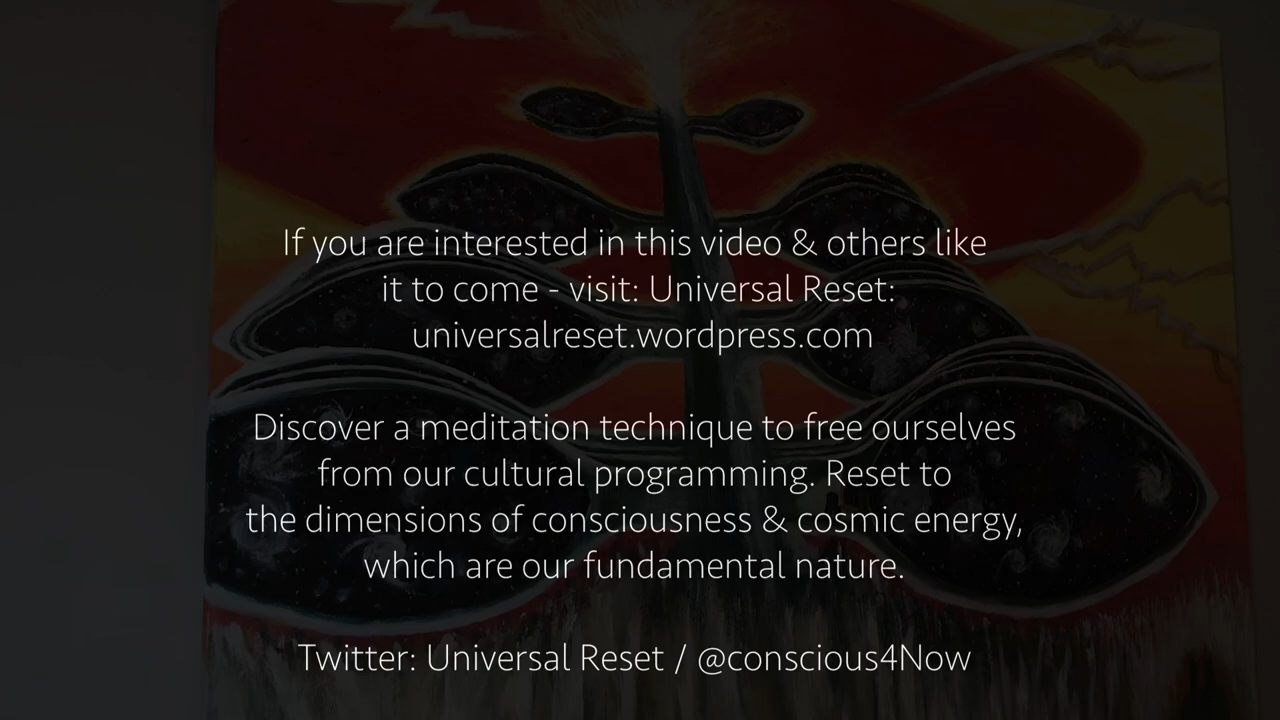 If you are interested in this video & others like
it to come - visit: Universal Reset:
universalreset.wordpress.com
Discover a meditation technique to free ourselves
from our cultural programming. Reset to
the dimensions of consciousness & cosmic energy,
which are our fundamental nature.
Twitter: Universal Reset / @conscious4Now